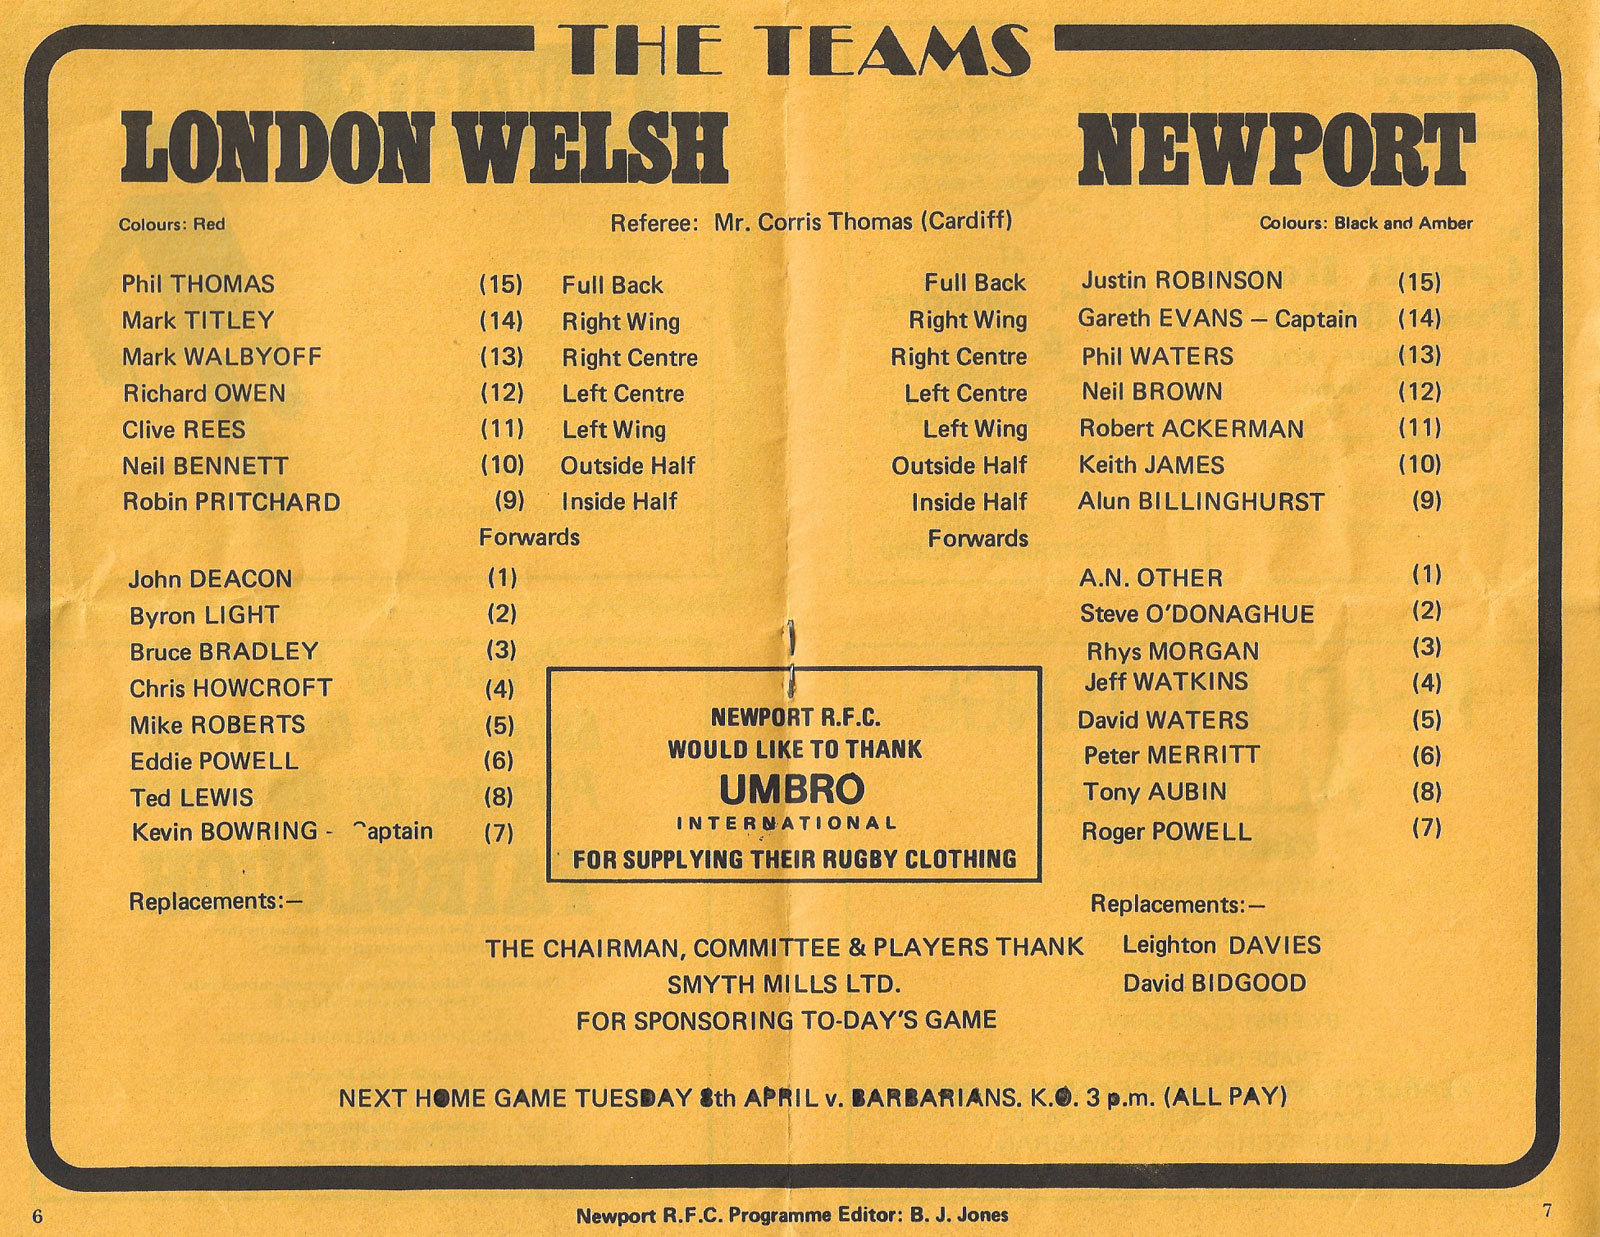 THE TEAMS
LONDON WELSH
NEWPORT
Colours: Red
Referee: Mr. Corris Thomas (Cardiff)
Colours: Black and Amber
Phil THOMAS (15) Full Back
Mark TITLEY (14) Right Wing
Mark WALBYOFF (13) Right Centre
Richard OWEN (12) Left Centre
Clive REES (11) Left Wing
Neil BENNETT (10) Outside Half
Robin PRITCHARD (9) Inside Half
Forwards
John DEACON (1)
Byron LIGHT (2)
Bruce BRADLEY (3)
Chris HOWCROFT (4)
Mike ROBERTS (5)
Eddie POWELL (6)
Ted LEWIS (8)
Kevin BOWRING - Captain (7)
Replacements:—
Full Back Justin ROBINSON (15)
Right Wing Gareth EVANS — Captain (14)
Right Centre Phil WATERS (13)
Left Centre Neil BROWN (12)
Left Wing Robert ACKERMAN (11)
Outside Half Keith JAMES (10)
Inside Half Alun BILLINGHURST (9)
Forwards
A.N. OTHER (1)
Steve O'DONAGHUE (2)
Rhys MORGAN (3)
Jeff WATKINS (4)
David WATERS (5)
Peter MERRITT (6)
Tony AUBIN (8)
Roger POWELL (7)
Replacements:—
Leighton DAVIES
David BIDGOOD
NEWPORT R.F.C.
WOULD LIKE TO THANK
UMBRO
INTERNATIONAL
FOR SUPPLYING THEIR RUGBY CLOTHING
THE CHAIRMAN, COMMITTEE & PLAYERS THANK
SMYTH MILLS LTD.
FOR SPONSORING TO-DAY'S GAME
NEXT HOME GAME TUESDAY 8th APRIL v. BARBARIANS. K.O. 3 p.m. (ALL PAY)
6
Newport R.F.C. Programme Editor: B. J. Jones
7